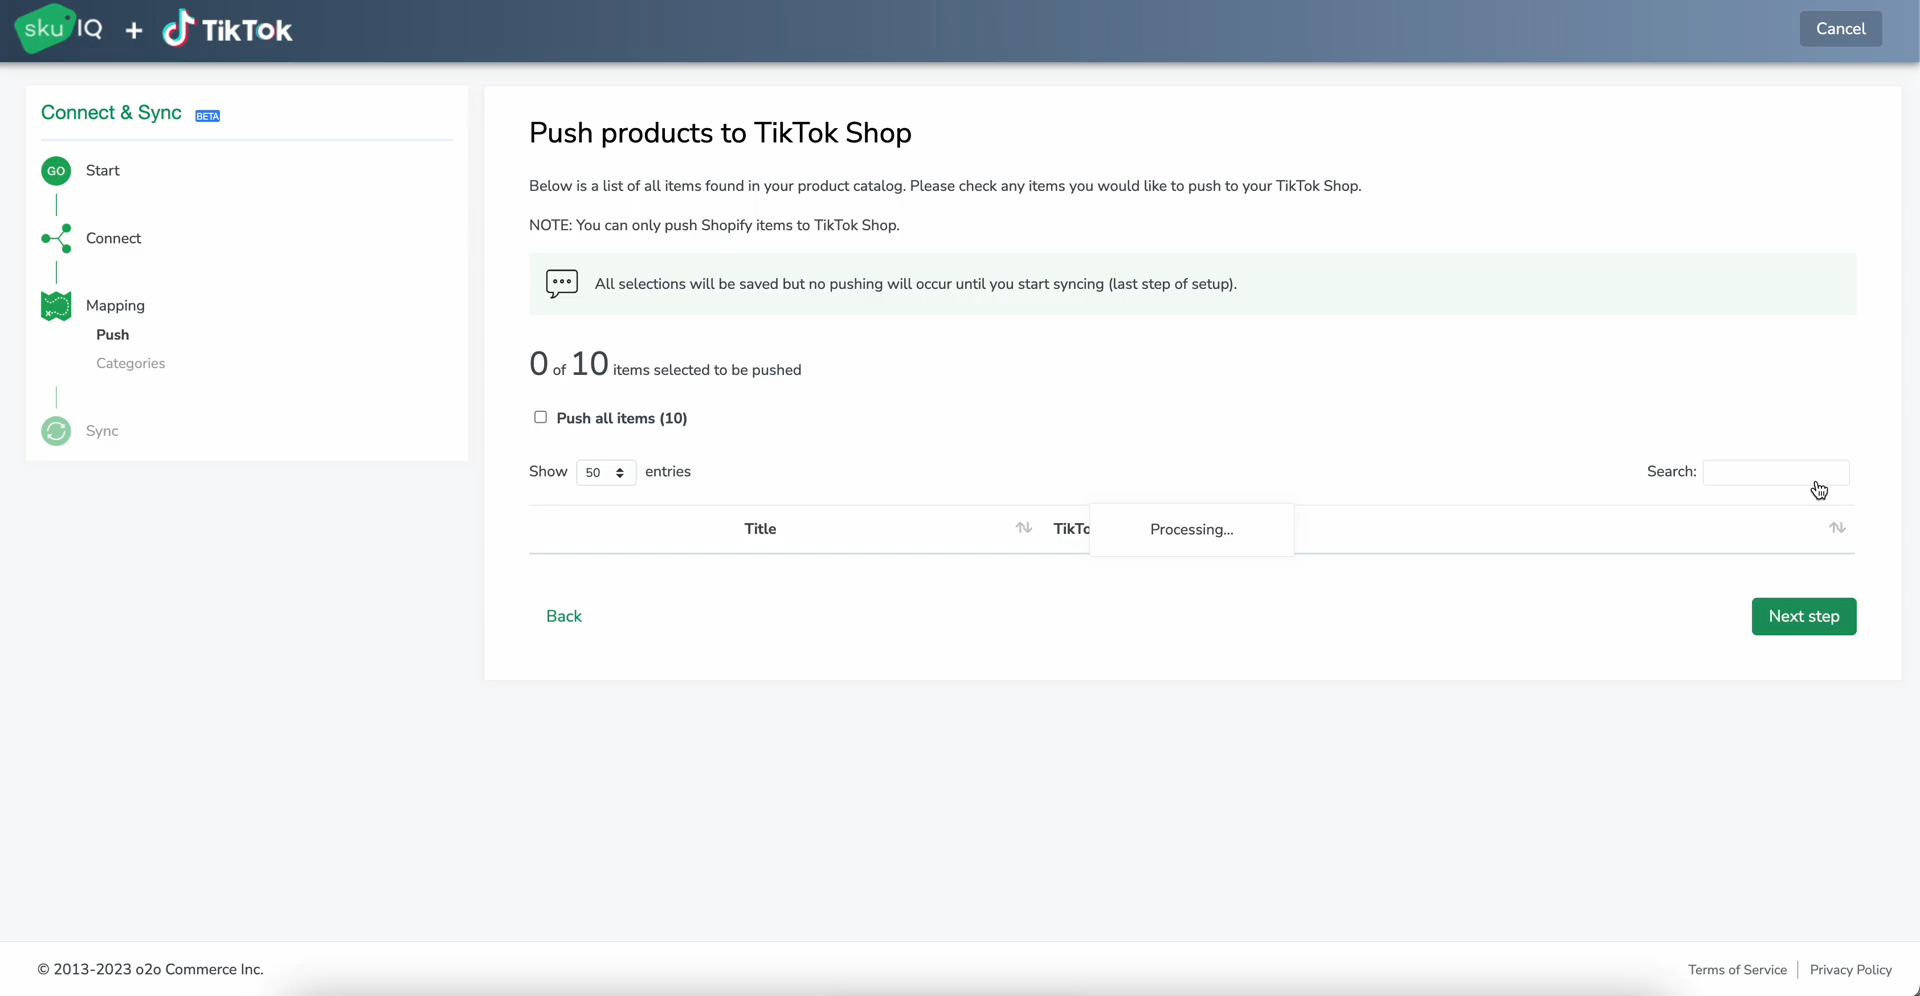 sku IQ + TikTok
Cancel
Connect & Sync BETA
GO Start
Connect
Mapping
Push
Categories
Sync
Push products to TikTok Shop
Below is a list of all items found in your product catalog. Please check any items you would like to push to your TikTok Shop.
NOTE: You can only push Shopify items to TikTok Shop.
All selections will be saved but no pushing will occur until you start syncing (last step of setup).
0 of 10 items selected to be pushed
Push all items (10)
Show 50 entries
Search:
Title
TikTo
Processing...
Back
Next step
© 2013-2023 o2o Commerce Inc.
Terms of Service
Privacy Policy